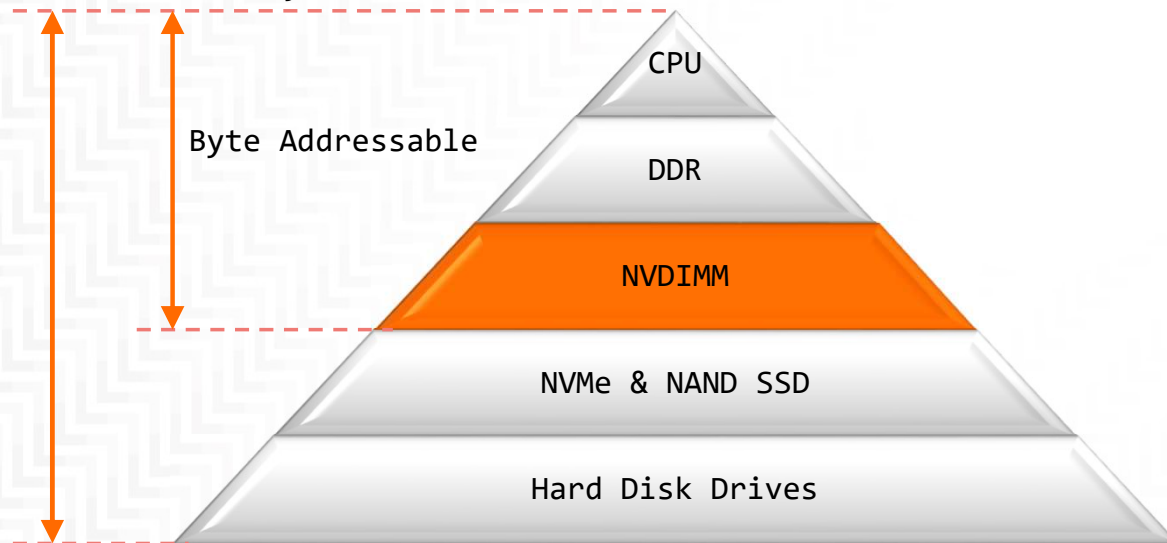 CPU
Byte Addressable
DDR
NVDIMM
NVMe & NAND SSD
Hard Disk Drives